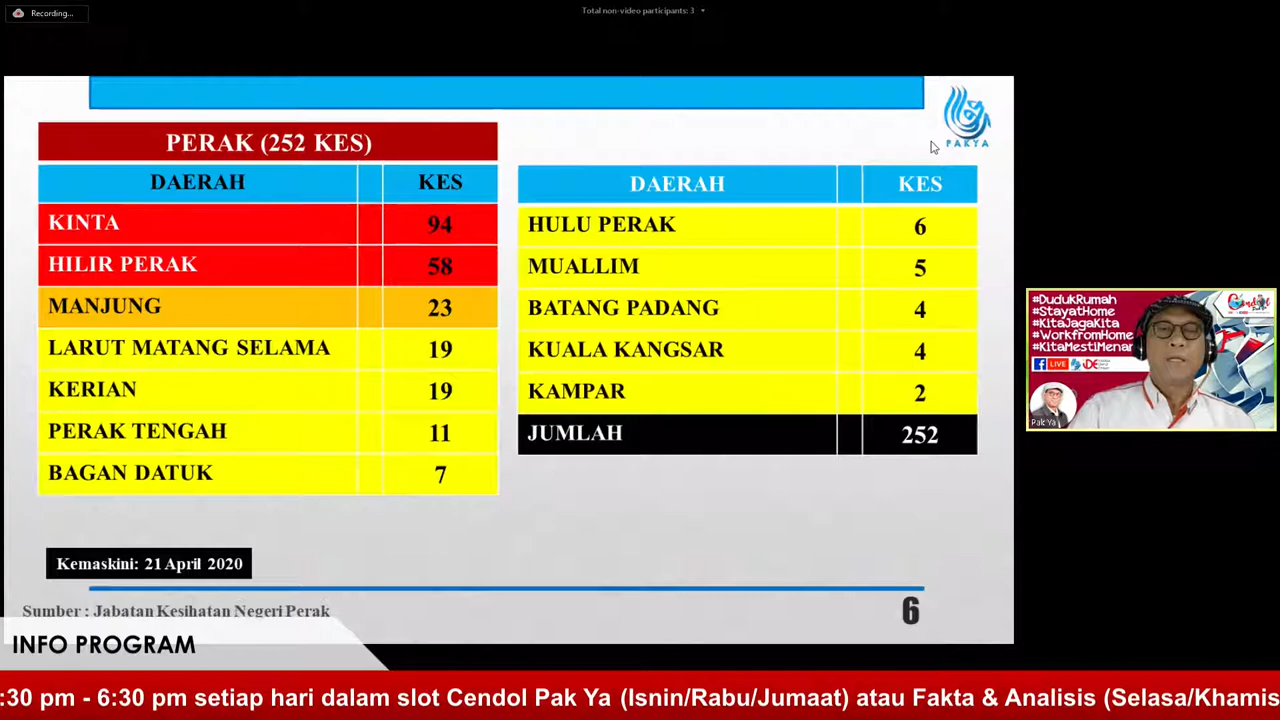 Recording...
Total non-video participants: 3
PAKYA
PERAK (252 KES)
DAERAH KES
KINTA 94
HILIR PERAK 58
MANJUNG 23
LARUT MATANG SELAMA 19
KERIAN 19
PERAK TENGAH 11
BAGAN DATUK 7
DAERAH KES
HULU PERAK 6
MUALLIM 5
BATANG PADANG 4
KUALA KANGSAR 4
KAMPAR 2
JUMLAH 252
Kemaskini: 21 April 2020
Sumber : Jabatan Kesihatan Negeri Perak
6
#DudukRumah
#StayatHome
#KitaJagaKita
#WorkfromHome
#KitaMestiMenan
LIVE
Cendol
Pak Ya
INFO PROGRAM
:30 pm - 6:30 pm setiap hari dalam slot Cendol Pak Ya (Isnin/Rabu/Jumaat) atau Fakta & Analisis (Selasa/Khamis